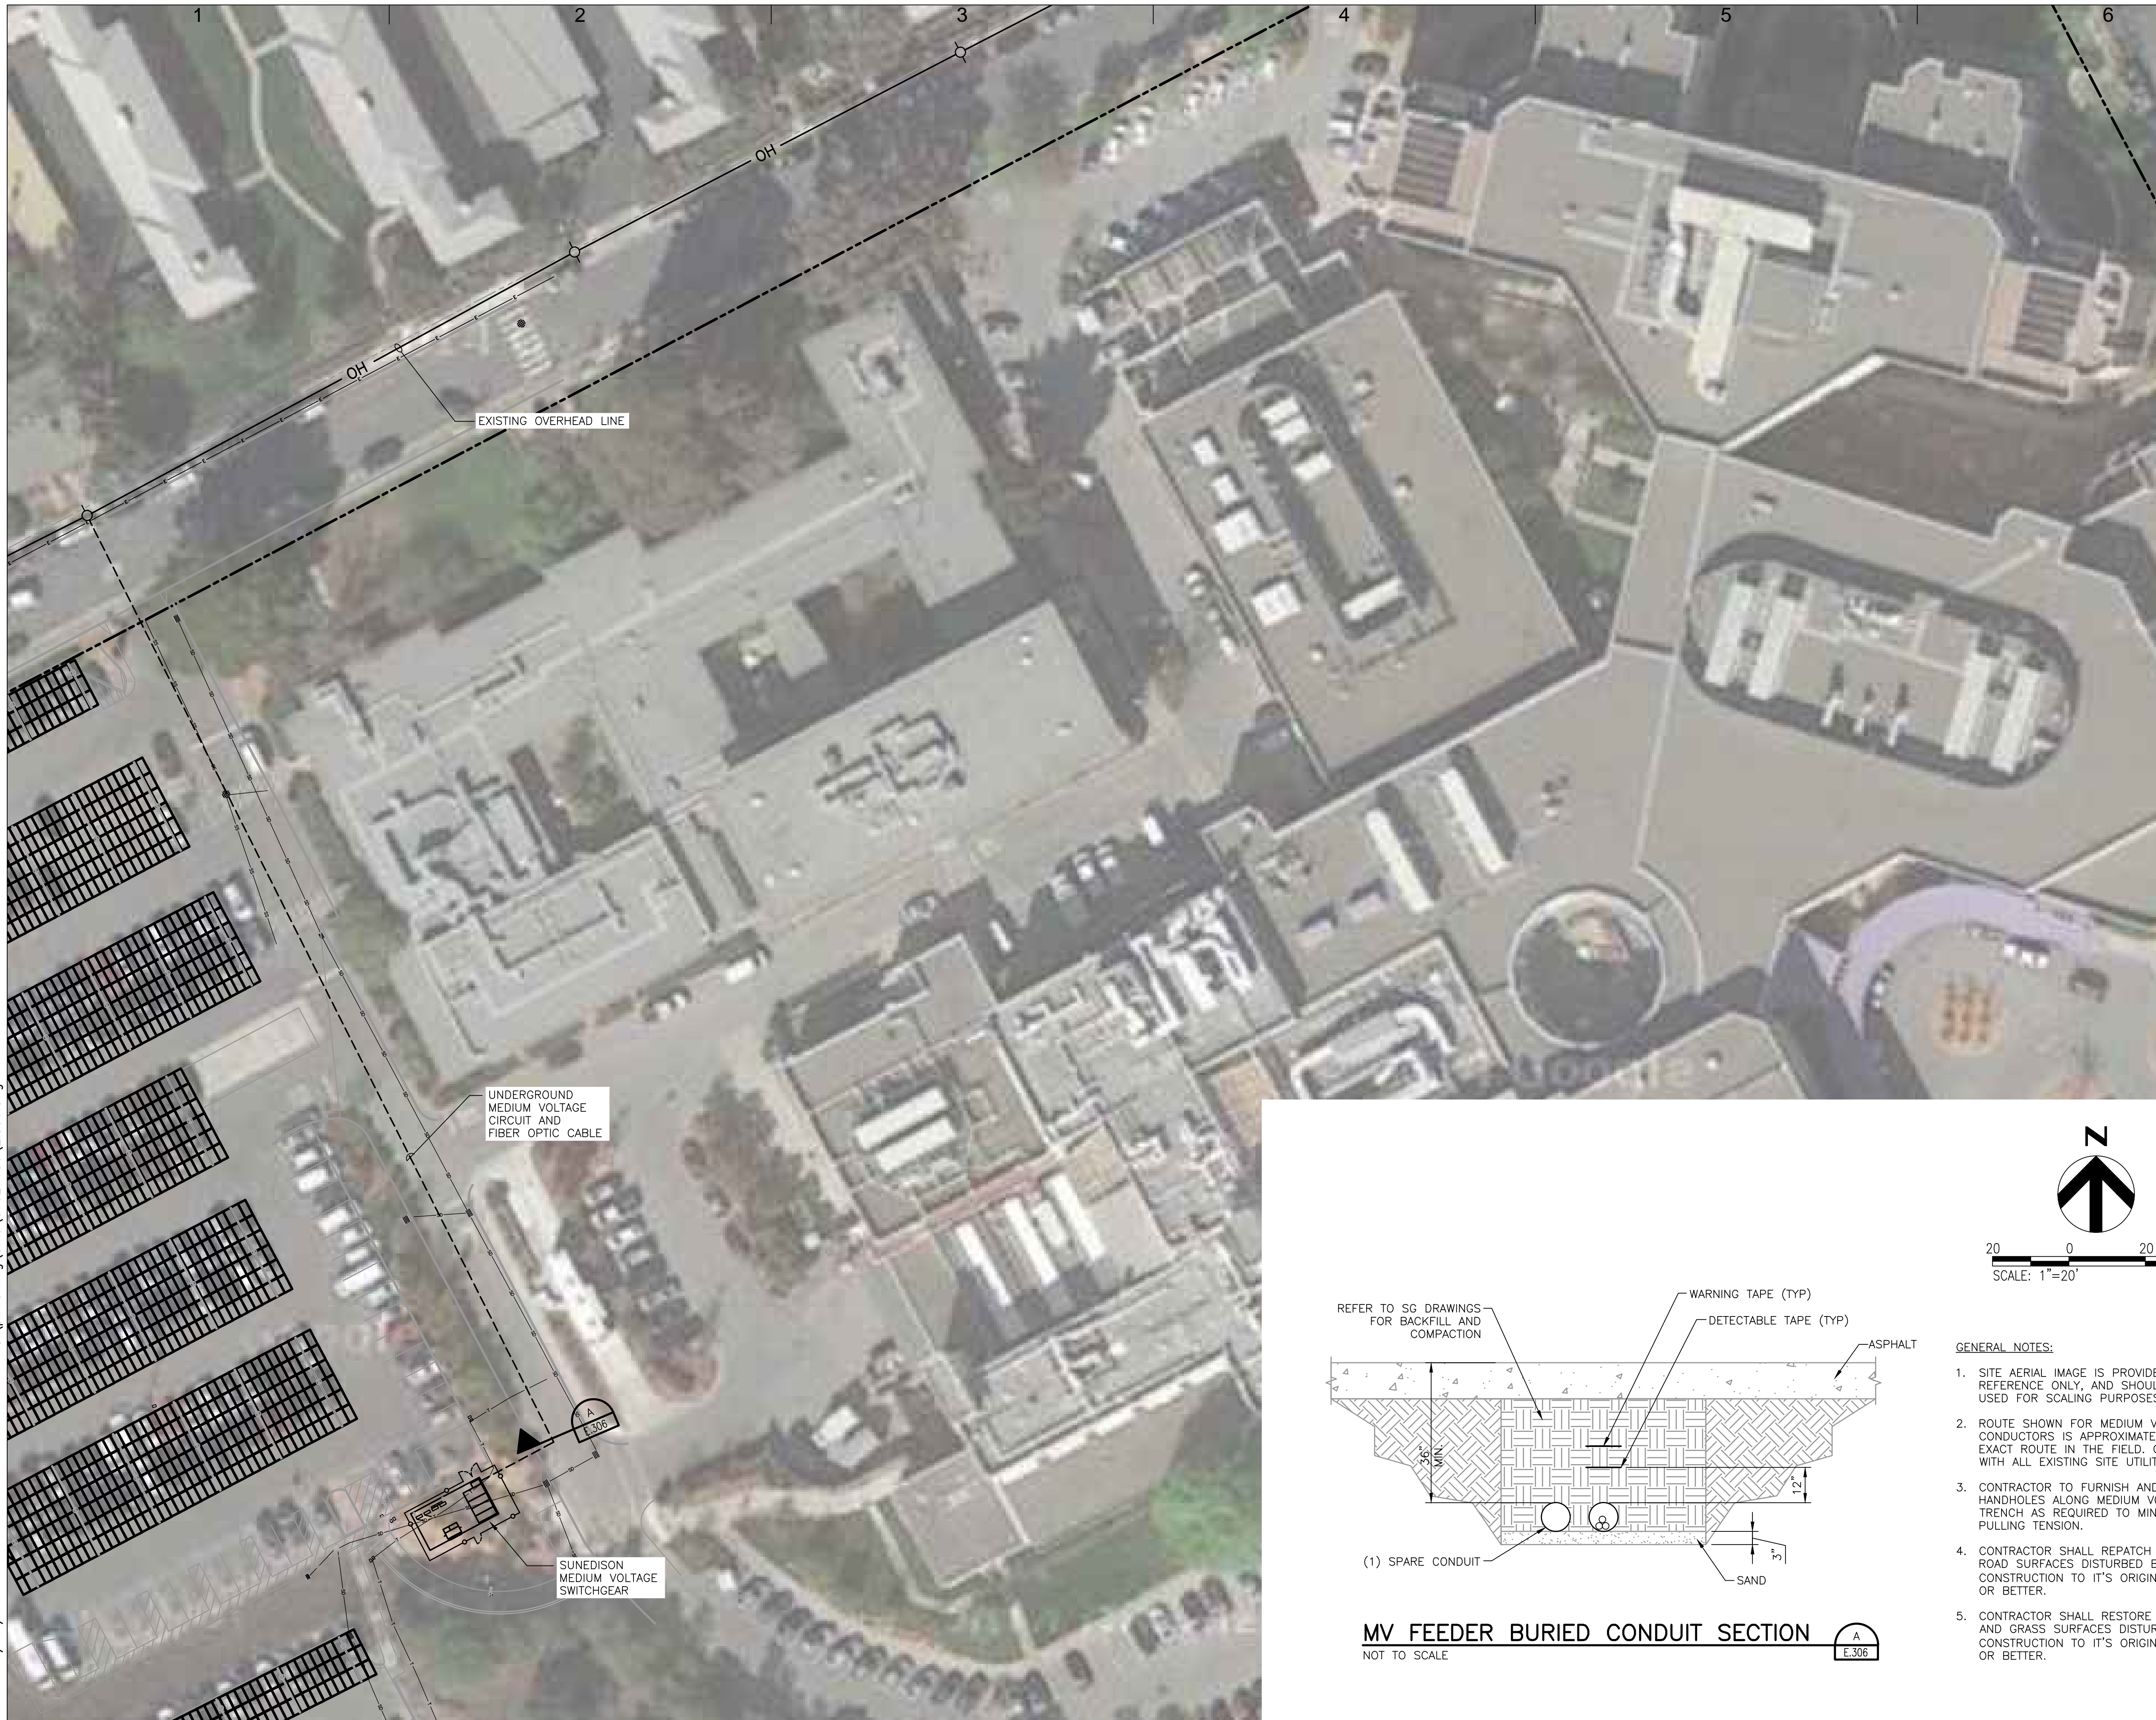 1
2
3
4
5
6
OH
OH
EXISTING OVERHEAD LINE
UNDERGROUND
MEDIUM VOLTAGE
CIRCUIT AND
FIBER OPTIC CABLE
A
E.306
SUNEDISON
MEDIUM VOLTAGE
SWITCHGEAR
N
20
0
20
SCALE: 1"=20'
REFER TO SG DRAWINGS
FOR BACKFILL AND
COMPACTION
WARNING TAPE (TYP)
DETECTABLE TAPE (TYP)
ASPHALT
36"
MIN.
12"
3"
(1) SPARE CONDUIT
SAND
MV FEEDER BURIED CONDUIT SECTION
NOT TO SCALE
A
E.306
GENERAL NOTES:
1. SITE AERIAL IMAGE IS PROVIDE
REFERENCE ONLY, AND SHOUL
USED FOR SCALING PURPOSES
2. ROUTE SHOWN FOR MEDIUM V
CONDUCTORS IS APPROXIMATE
EXACT ROUTE IN THE FIELD.
WITH ALL EXISTING SITE UTILIT
3. CONTRACTOR TO FURNISH AND
HANDHOLES ALONG MEDIUM VO
TRENCH AS REQUIRED TO MIN
PULLING TENSION.
4. CONTRACTOR SHALL REPATCH
ROAD SURFACES DISTURBED B
CONSTRUCTION TO IT'S ORIGIN
OR BETTER.
5. CONTRACTOR SHALL RESTORE
AND GRASS SURFACES DISTUR
CONSTRUCTION TO IT'S ORIGIN
OR BETTER.